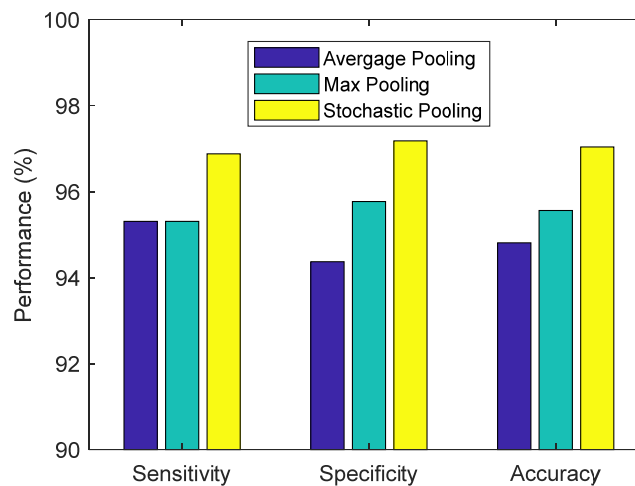 100
98
96
94
92
90
Performance (%)
Avergage Pooling
Max Pooling
Stochastic Pooling
Sensitivity
Specificity
Accuracy